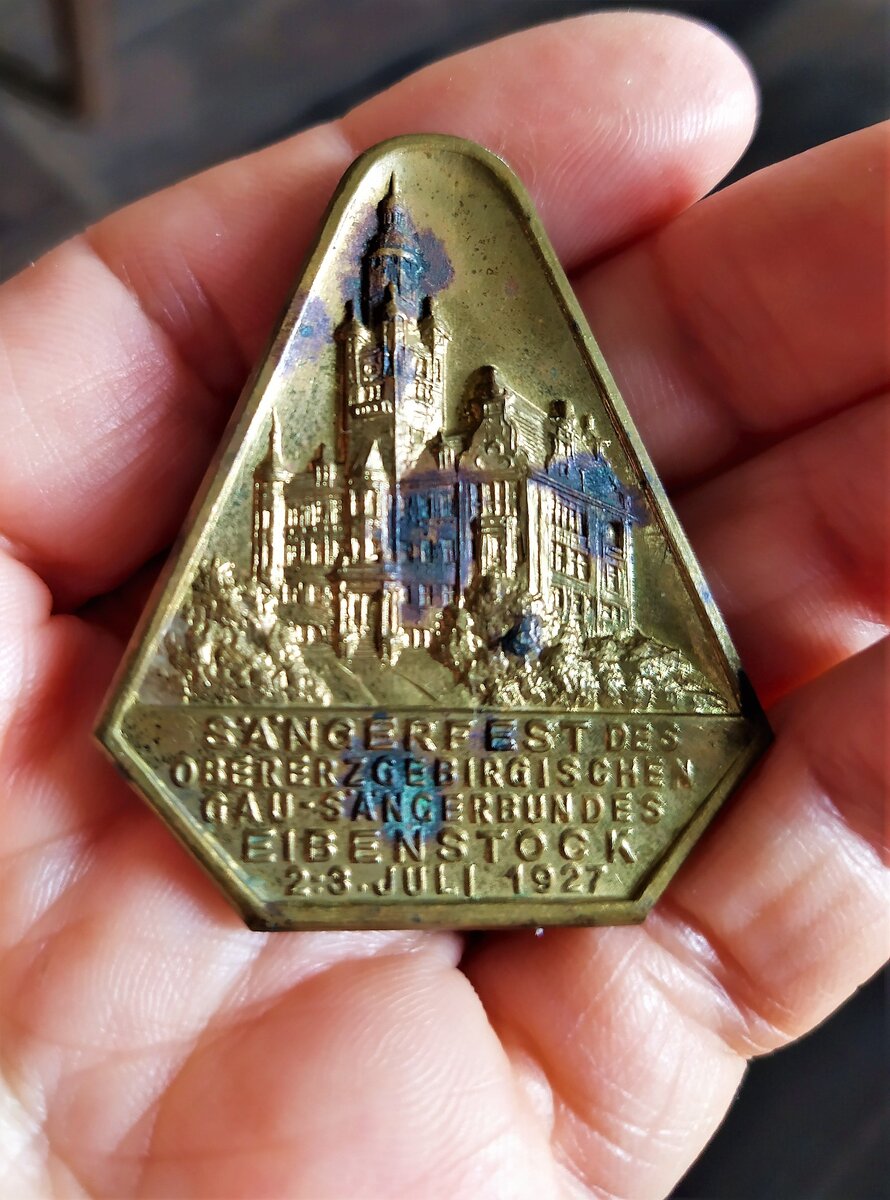 SÄNGERFEST DES
OBERERZGEBIRGISCHEN
GAU-SÄNGERBUNDES
EIBENSTOCK
2.-3. JULI 1927